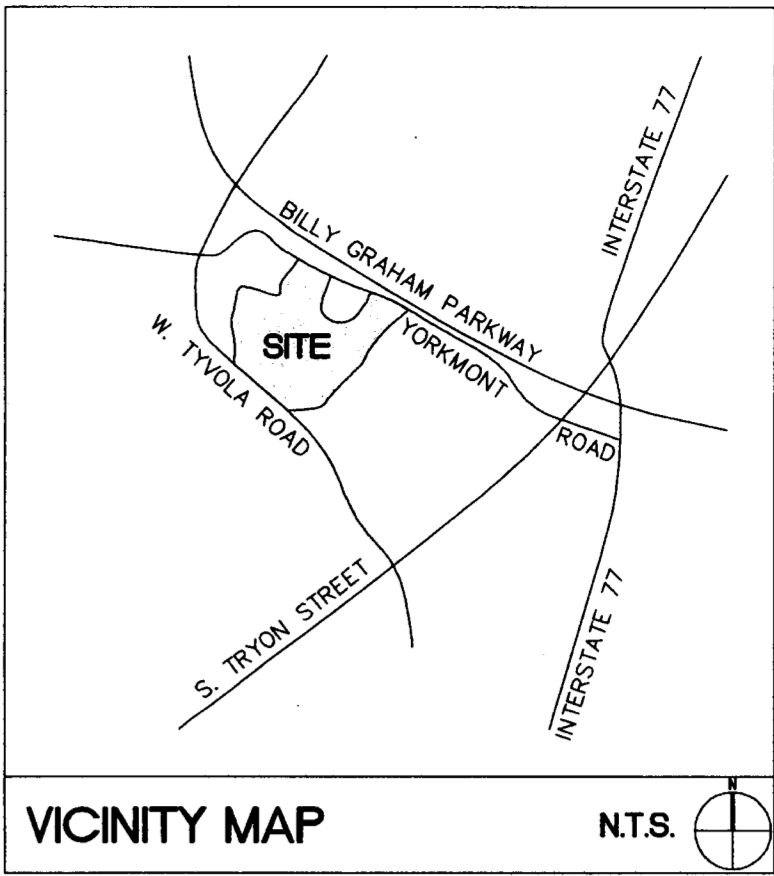 INTERSTATE 77
BILLY GRAHAM PARKWAY
SITE
YORKMONT
ROAD
W. TYVOLA ROAD
S. TRYON STREET
INTERSTATE 77
VICINITY MAP
N.T.S.
N